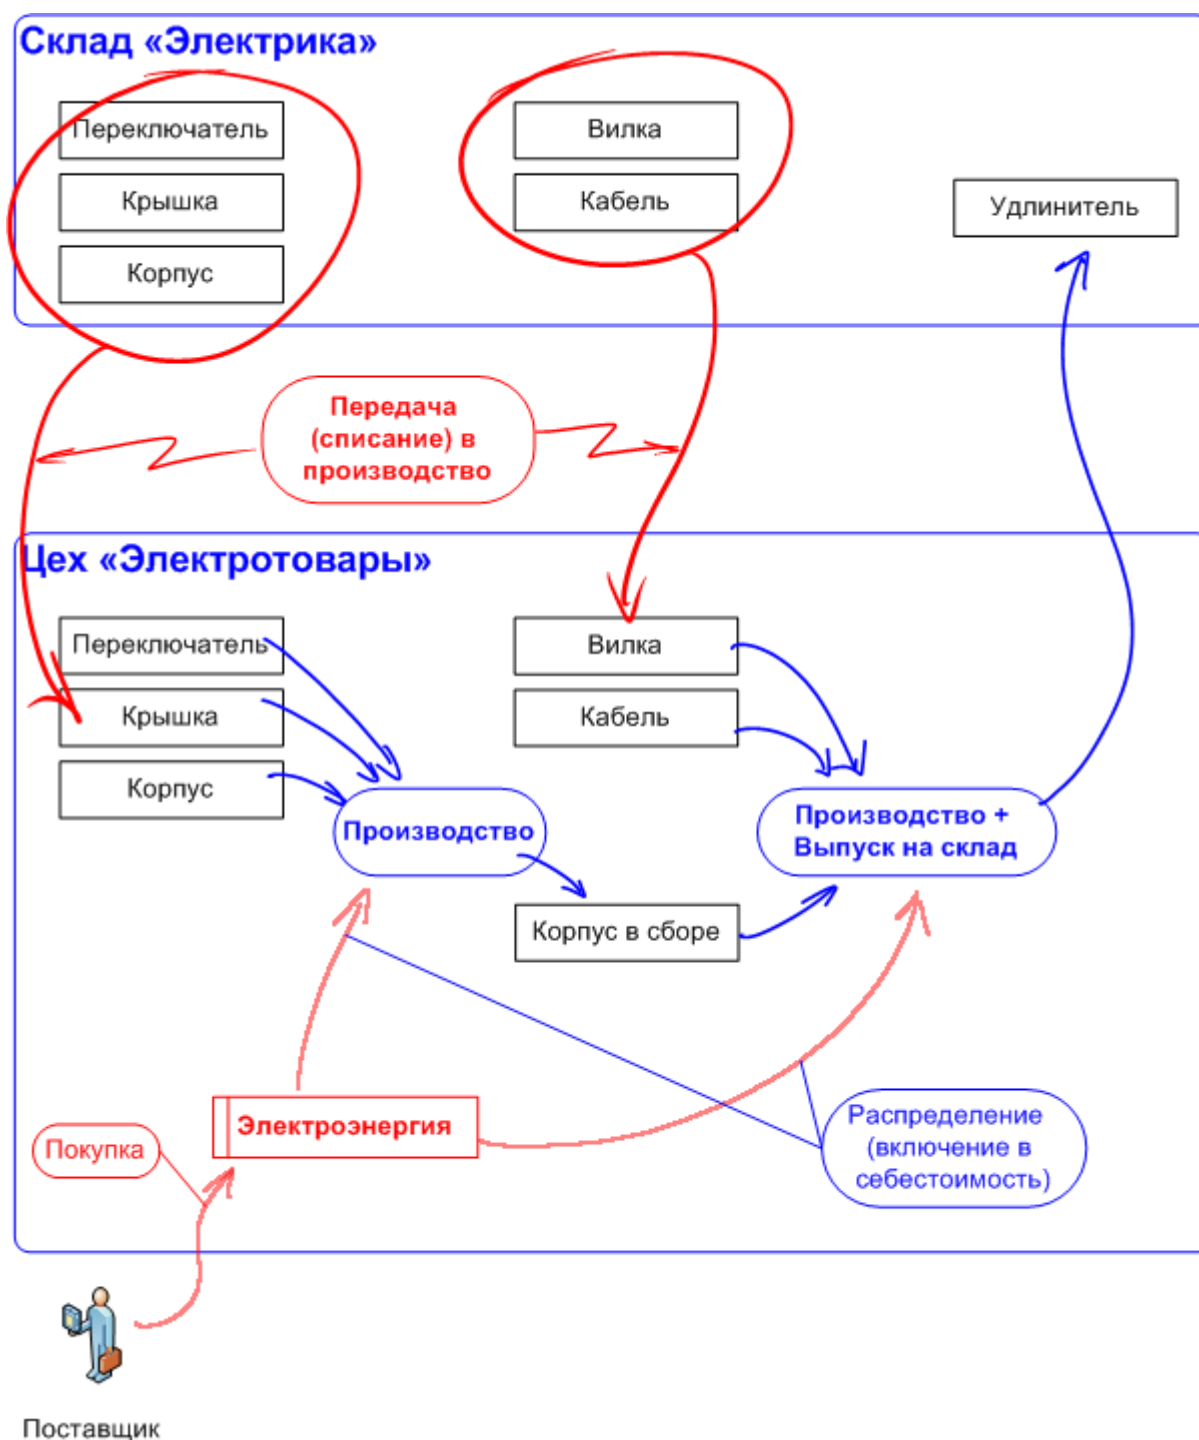 Склад «Электрика»
Переключатель
Крышка
Корпус
Вилка
Кабель
Удлинитель
Передача
(списание) в
производство
Цех «Электротовары»
Переключатель
Крышка
Корпус
Вилка
Кабель
Производство
Производство +
Выпуск на склад
Корпус в сборе
Электроэнергия
Покупка
Распределение
(включение в
себестоимость)
Поставщик